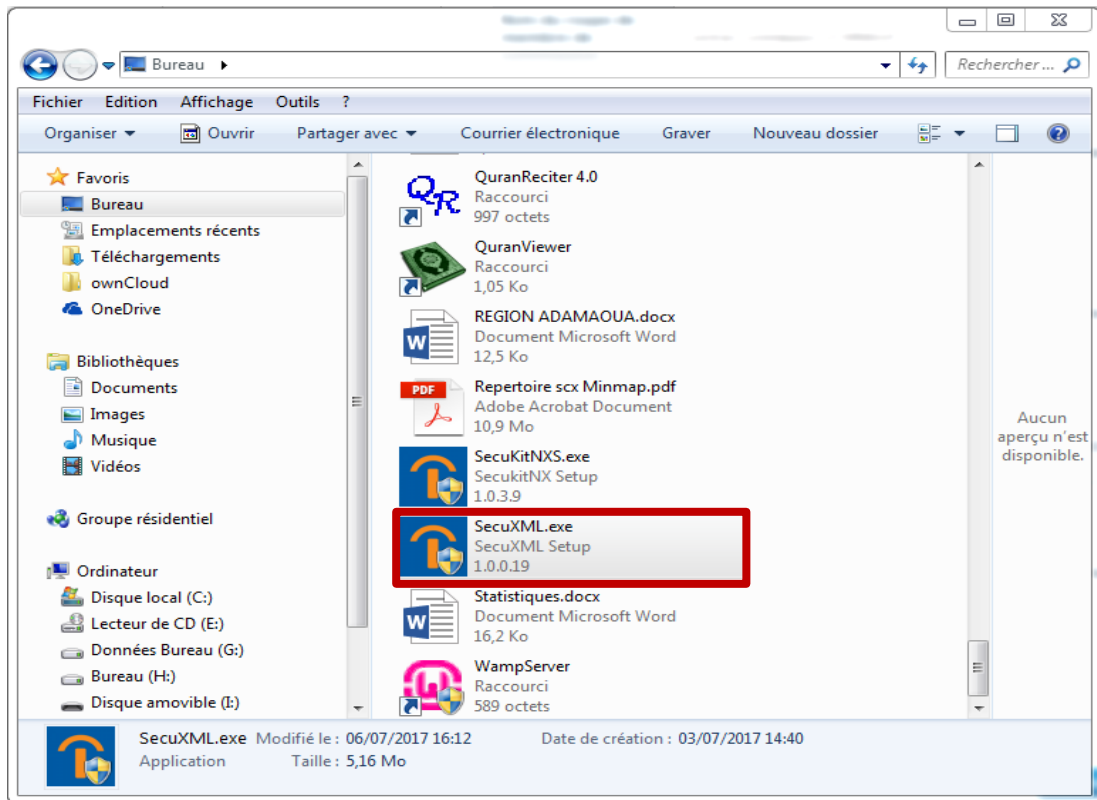 Bureau
Rechercher ...
Fichier Edition Affichage Outils ?
Organiser Ouvrir Partager avec Courrier électronique Graver Nouveau dossier
Favoris
Bureau
Emplacements récents
Téléchargements
ownCloud
OneDrive
Bibliothèques
Documents
Images
Musique
Vidéos
Groupe résidentiel
Ordinateur
Disque local (C:)
Lecteur de CD (E:)
Données Bureau (G:)
Bureau (H:)
Disque amovible (I:)
QR
QuranReciter 4.0
Raccourci
997 octets
QuranViewer
Raccourci
1,05 Ko
W
REGION ADAMAOUA.docx
Document Microsoft Word
12,5 Ko
PDF
Repertoire scx Minmap.pdf
Adobe Acrobat Document
10,9 Mo
SecuKitNXS.exe
SecukitNX Setup
1.0.3.9
SecuXML.exe
SecuXML Setup
1.0.0.19
W
Statistiques.docx
Document Microsoft Word
16,2 Ko
WampServer
Raccourci
589 octets
Aucun
aperçu n'est
disponible.
SecuXML.exe Modifié le : 06/07/2017 16:12 Date de création : 03/07/2017 14:40
Application Taille : 5,16 Mo